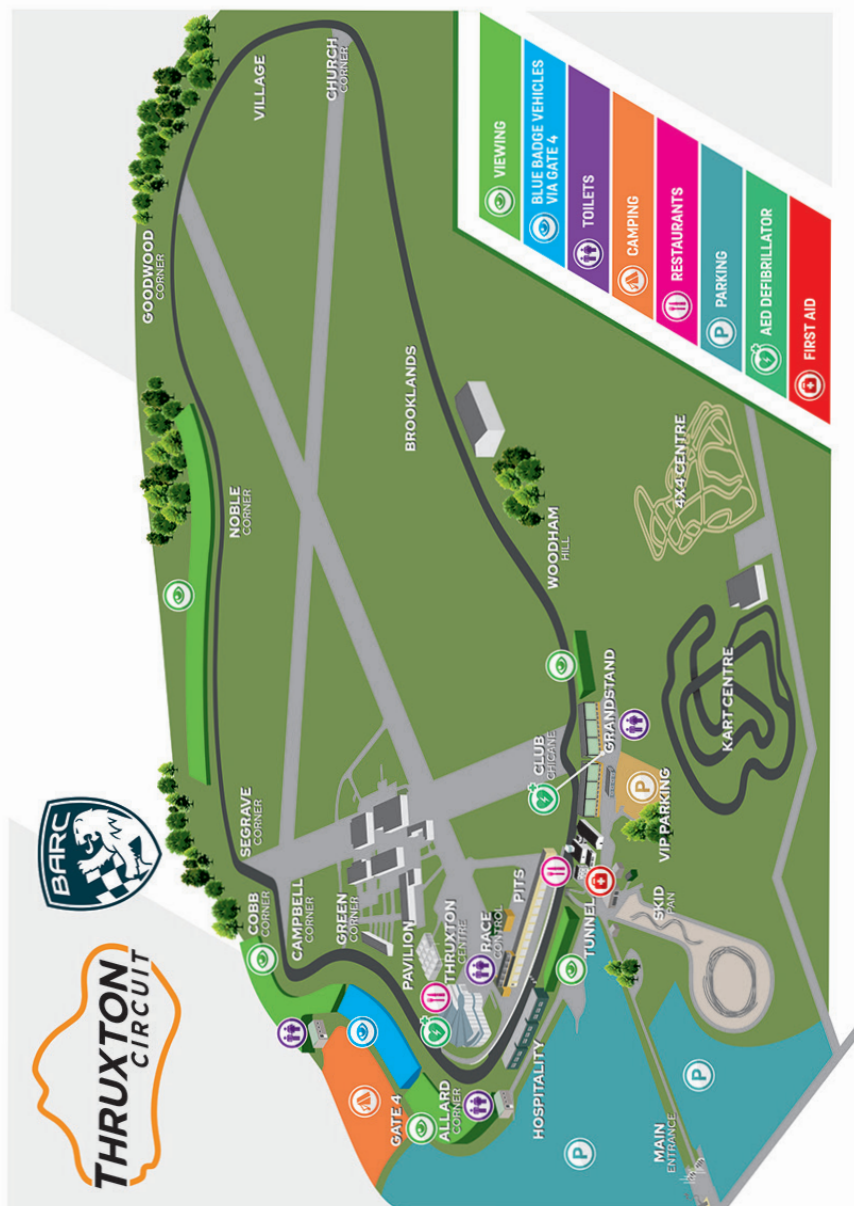 THRUXTON
CIRCUIT
BARC
VILLAGE
CHURCH
CORNER
GOODWOOD
CORNER
NOBLE
CORNER
BROOKLANDS
WOODHAM
HILL
SEGRAVE
CORNER
COBB
CORNER
CAMPBELL
CORNER
GREEN
CORNER
PAVILION
THRUXTON
CENTRE
RACE
CONTROL
PITS
CLUB
CHICANE
GRANDSTAND
VIP PARKING
P
TUNNEL
SKID
PAN
KART CENTRE
4X4 CENTRE
GATE 4
ALLARD
CORNER
HOSPITALITY
P
MAIN
ENTRANCE
P
VIEWING
BLUE BADGE VEHICLES
VIA GATE 4
TOILETS
CAMPING
RESTAURANTS
P PARKING
AED DEFIBRILLATOR
FIRST AID